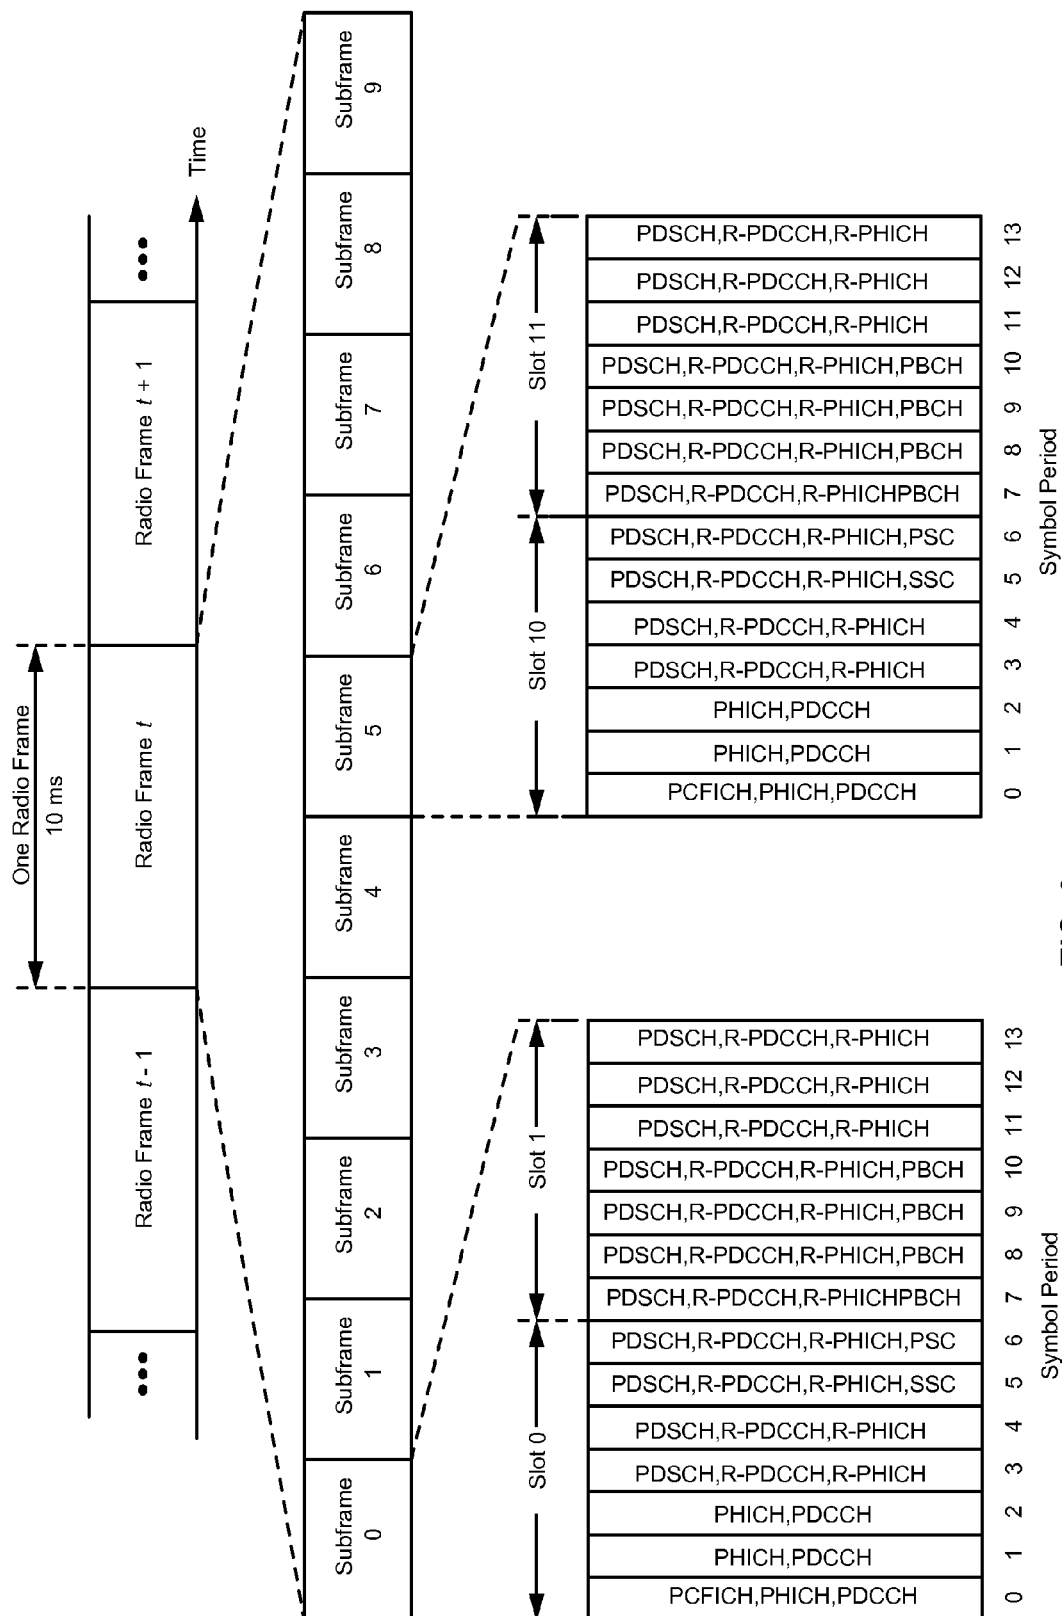 One Radio Frame
10 ms
Radio Frame t - 1
Radio Frame t
Radio Frame t + 1
Time
Subframe
0
Subframe
1
Subframe
2
Subframe
3
Subframe
4
Subframe
5
Subframe
6
Subframe
7
Subframe
8
Subframe
9
Slot 0
Slot 1
PCFICH,PHICH,PDCCH
PHICH,PDCCH
PHICH,PDCCH
PDSCH,R-PDCCH,R-PHICH
PDSCH,R-PDCCH,R-PHICH
PDSCH,R-PDCCH,R-PHICH,SSC
PDSCH,R-PDCCH,R-PHICH,PSC
PDSCH,R-PDCCH,R-PHICHPBCH
PDSCH,R-PDCCH,R-PHICH,PBCH
PDSCH,R-PDCCH,R-PHICH,PBCH
PDSCH,R-PDCCH,R-PHICH,PBCH
PDSCH,R-PDCCH,R-PHICH
PDSCH,R-PDCCH,R-PHICH
PDSCH,R-PDCCH,R-PHICH
0 1 2 3 4 5 6 7 8 9 10 11 12 13
Symbol Period
Slot 10
Slot 11
PCFICH,PHICH,PDCCH
PHICH,PDCCH
PHICH,PDCCH
PDSCH,R-PDCCH,R-PHICH
PDSCH,R-PDCCH,R-PHICH
PDSCH,R-PDCCH,R-PHICH,SSC
PDSCH,R-PDCCH,R-PHICH,PSC
PDSCH,R-PDCCH,R-PHICHPBCH
PDSCH,R-PDCCH,R-PHICH,PBCH
PDSCH,R-PDCCH,R-PHICH,PBCH
PDSCH,R-PDCCH,R-PHICH,PBCH
PDSCH,R-PDCCH,R-PHICH
PDSCH,R-PDCCH,R-PHICH
PDSCH,R-PDCCH,R-PHICH
0 1 2 3 4 5 6 7 8 9 10 11 12 13
Symbol Period